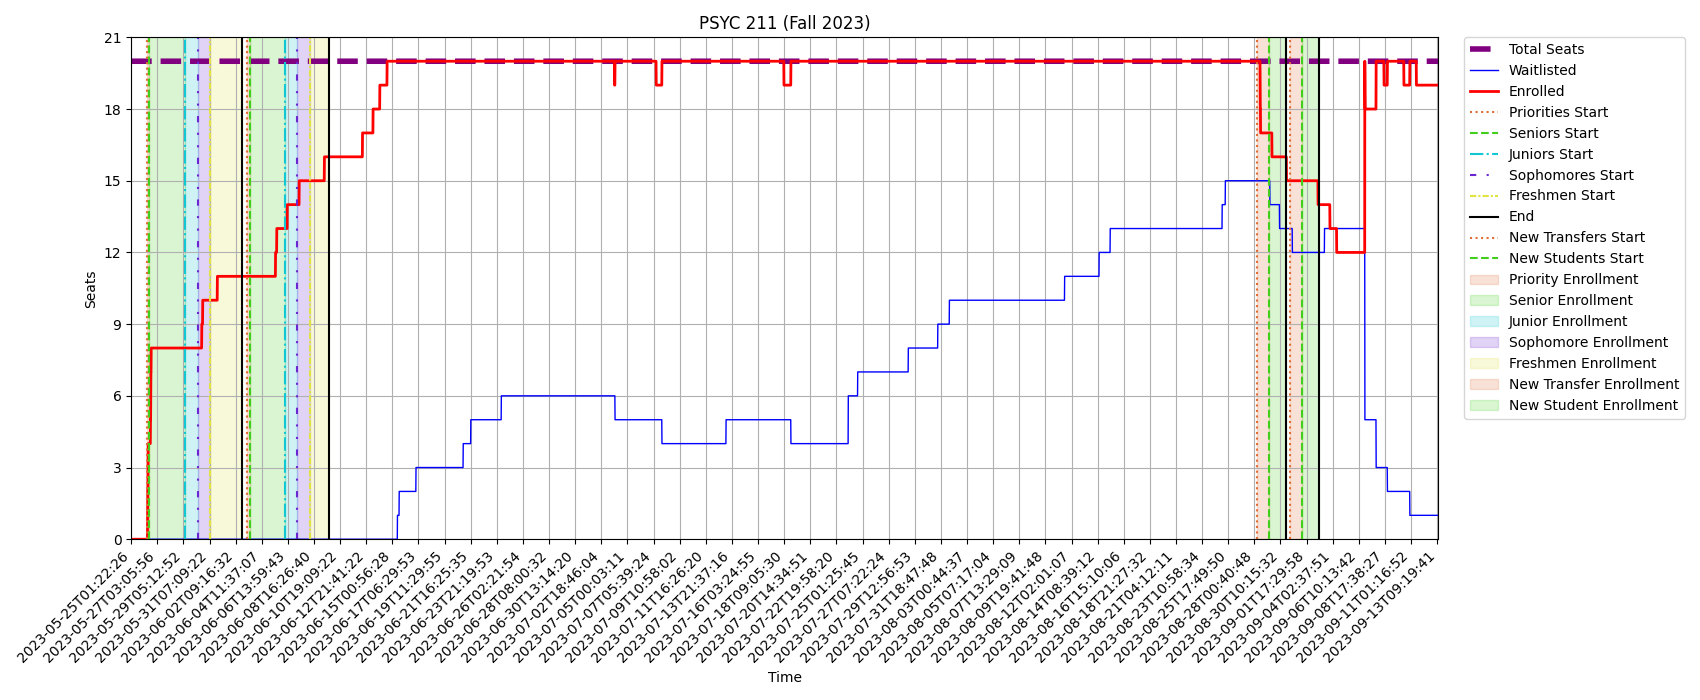 PSYC 211 (Fall 2023)
21
18
15
12
9
6
3
0
Seats
2023-05-25T01:22:26
2023-05-27T03:05:56
2023-05-29T05:12:52
2023-05-31T07:09:22
2023-06-02T09:16:32
2023-06-04T11:37:07
2023-06-06T13:59:43
2023-06-08T16:26:40
2023-06-10T19:09:22
2023-06-12T21:41:22
2023-06-15T00:56:28
2023-06-17T06:29:53
2023-06-19T11:29:55
2023-06-21T16:25:35
2023-06-23T21:19:53
2023-06-26T02:21:54
2023-06-28T08:00:32
2023-06-30T13:14:20
2023-07-02T18:46:04
2023-07-05T00:03:11
2023-07-07T05:39:24
2023-07-09T10:58:02
2023-07-11T16:26:20
2023-07-13T21:37:16
2023-07-16T03:24:55
2023-07-18T09:05:30
2023-07-20T14:34:51
2023-07-22T19:58:20
2023-07-25T01:25:45
2023-07-27T07:22:24
2023-07-29T12:56:53
2023-07-31T18:47:48
2023-08-03T00:44:37
2023-08-05T07:17:04
2023-08-07T13:29:09
2023-08-09T19:41:48
2023-08-12T02:01:07
2023-08-14T08:39:12
2023-08-16T15:10:06
2023-08-18T21:27:32
2023-08-21T04:12:11
2023-08-23T10:58:34
2023-08-25T17:49:50
2023-08-28T00:40:48
2023-08-30T10:15:32
2023-09-01T17:29:58
2023-09-04T02:37:51
2023-09-06T10:13:42
2023-09-08T17:38:27
2023-09-11T01:16:52
2023-09-13T09:19:41
Time
Total Seats
Waitlisted
Enrolled
Priorities Start
Seniors Start
Juniors Start
Sophomores Start
Freshmen Start
End
New Transfers Start
New Students Start
Priority Enrollment
Senior Enrollment
Junior Enrollment
Sophomore Enrollment
Freshmen Enrollment
New Transfer Enrollment
New Student Enrollment